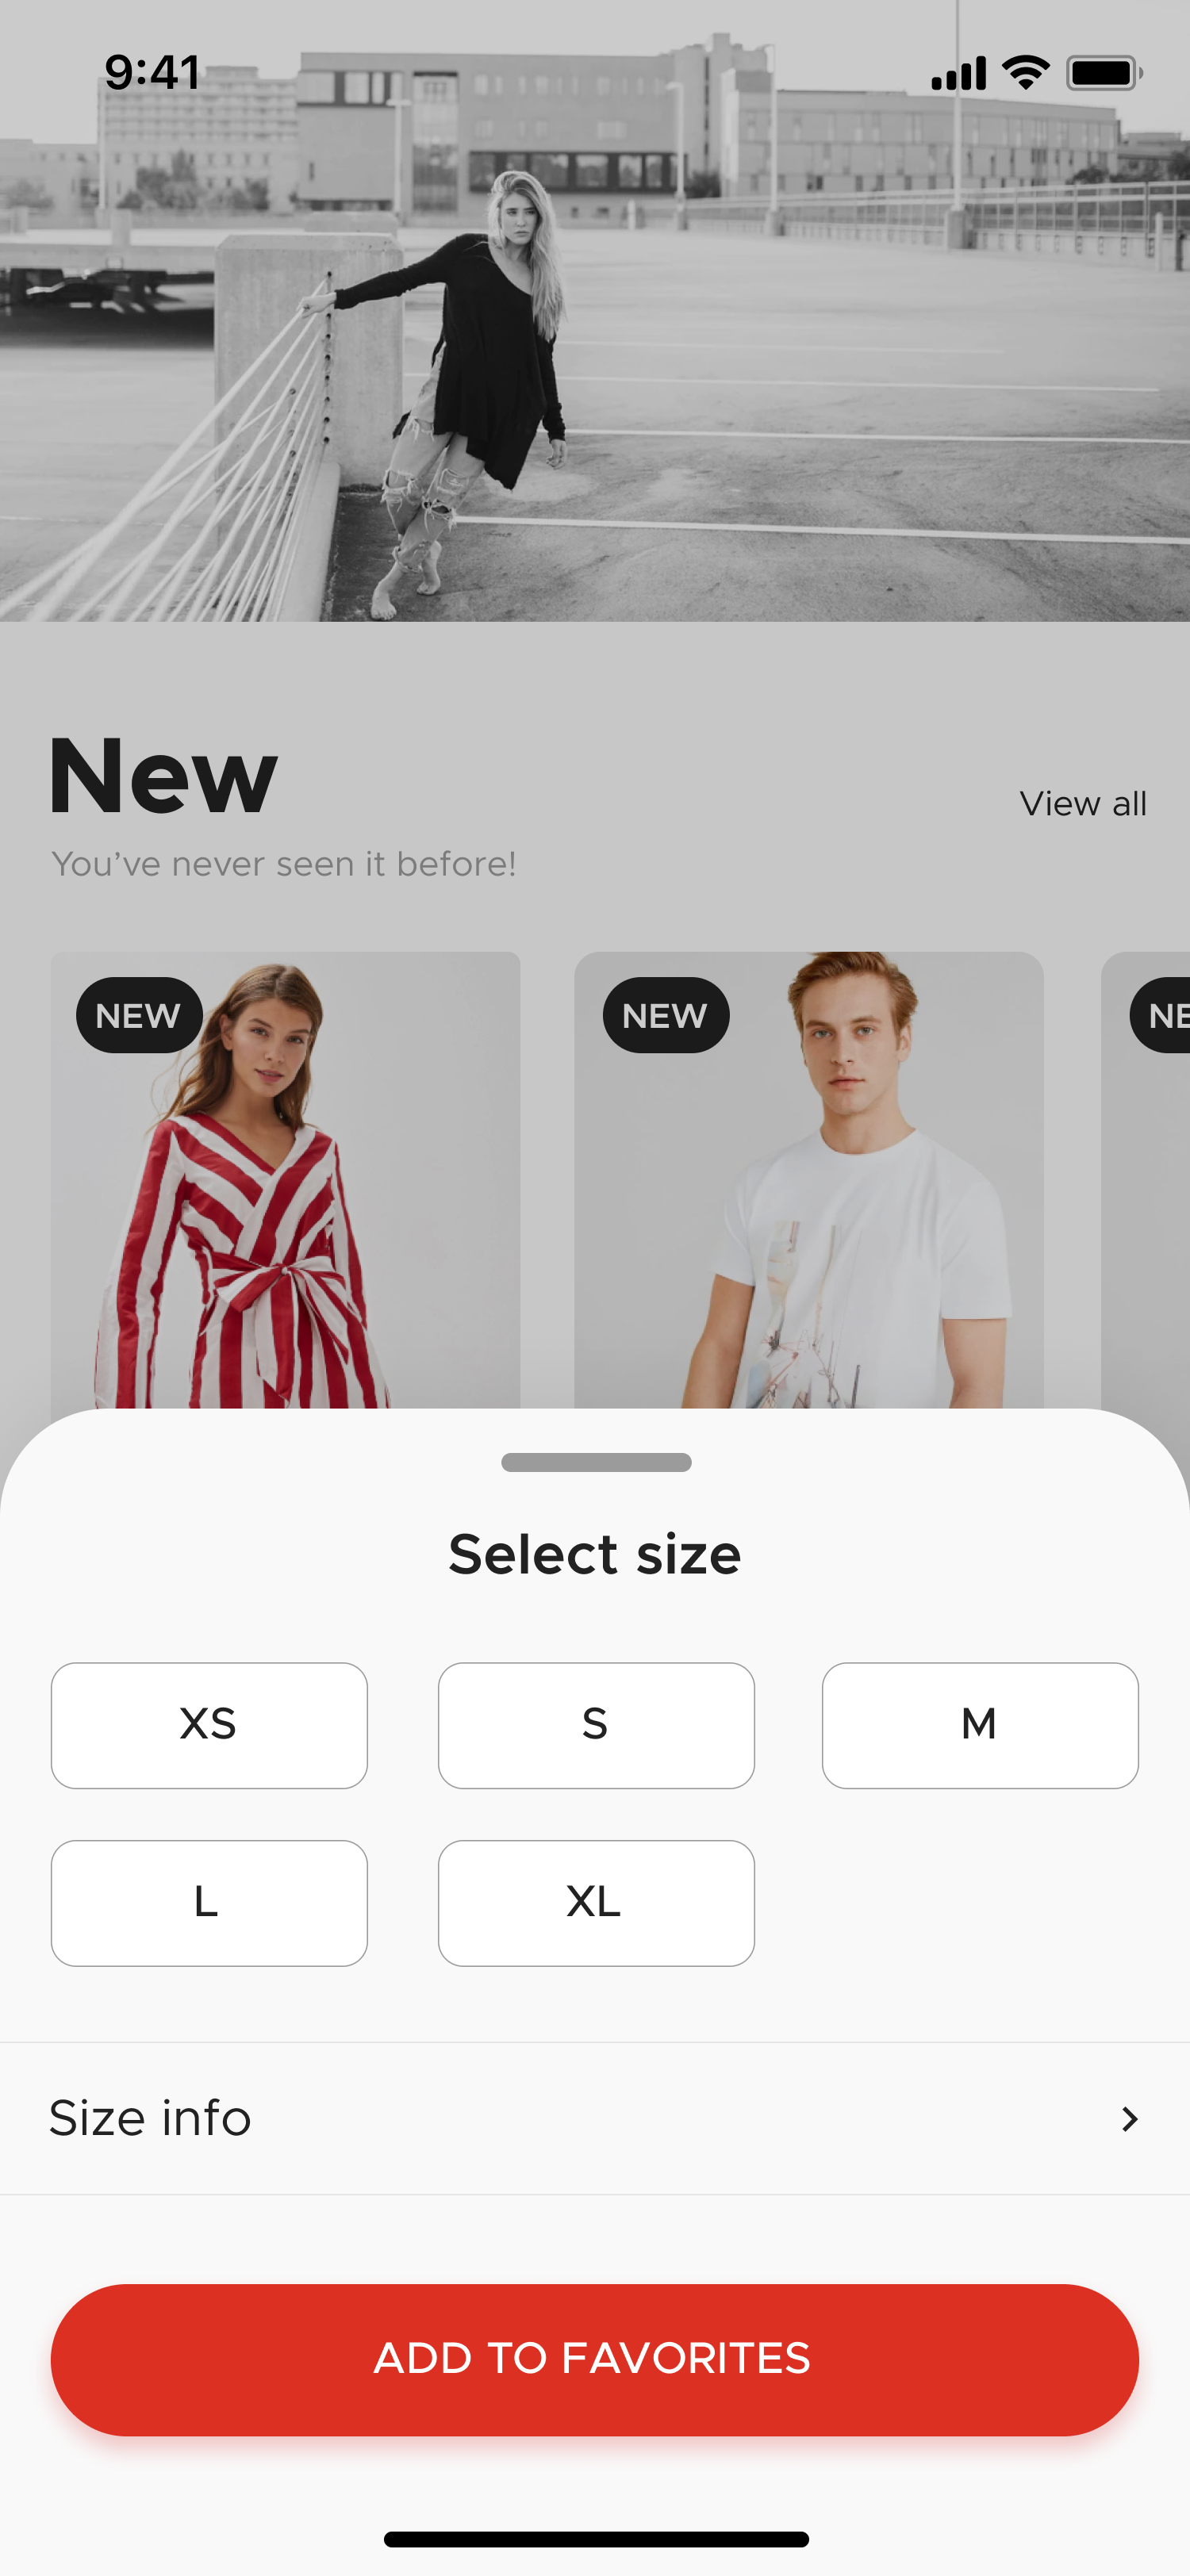 9:41
New
View all
You’ve never seen it before!
NEW
NEW
NE
Select size
XS
S
M
L
XL
Size info
ADD TO FAVORITES